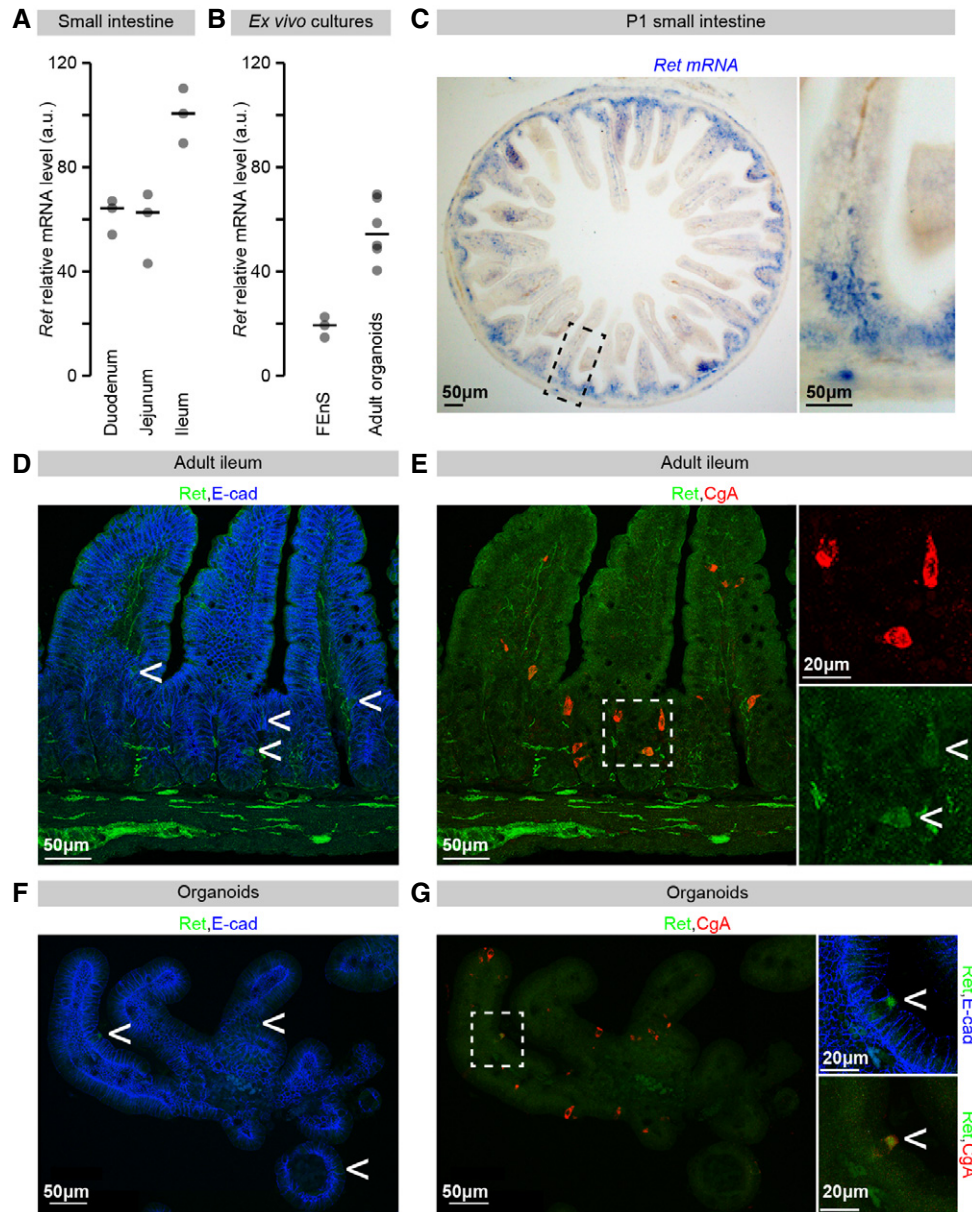 A
Small intestine
Ret relative mRNA level (a.u.)
120
80
40
0
Duodenum
Jejunum
Ileum
B
Ex vivo cultures
Ret relative mRNA level (a.u.)
120
80
40
0
FEnS
Adult organoids
C
P1 small intestine
Ret mRNA
50µm
50µm
D
Adult ileum
Ret,E-cad
<
<
<
<
50µm
E
Adult ileum
Ret,CgA
50µm
20µm
<
<
F
Organoids
Ret,E-cad
<
<
<
50µm
G
Organoids
Ret,CgA
50µm
<
20µm
Ret,E-cad
<
20µm
Ret,CgA